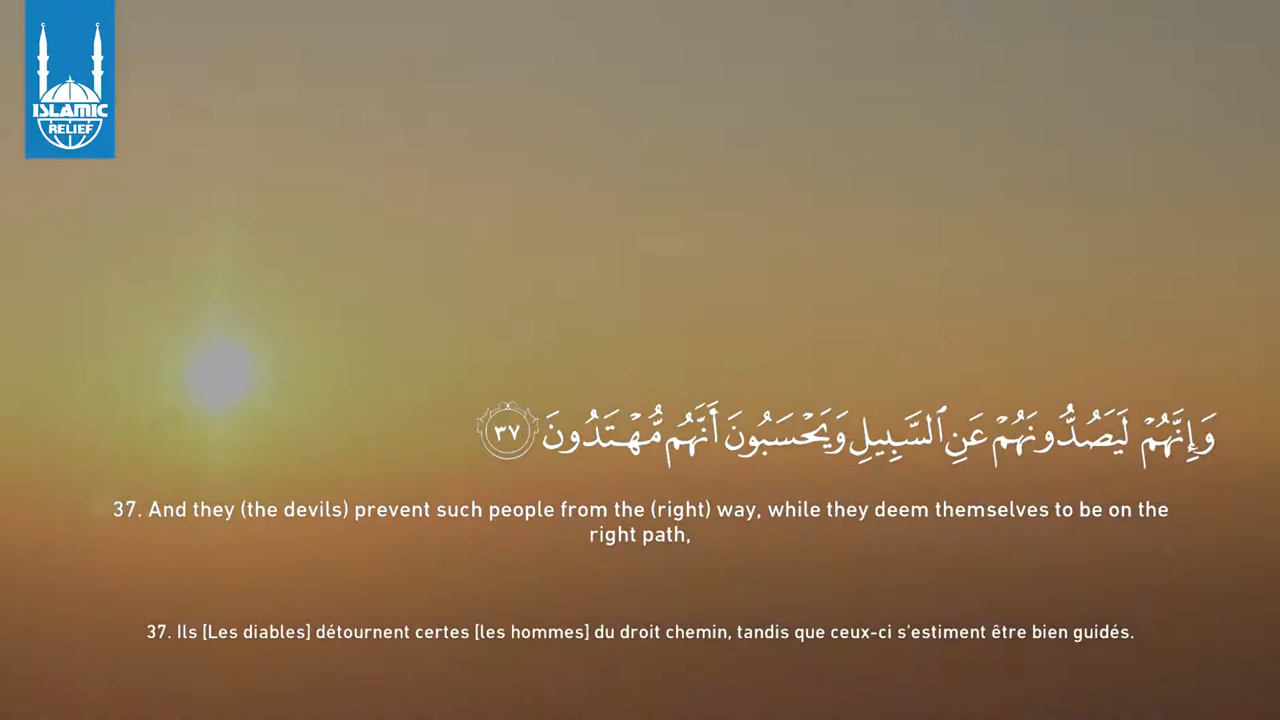 ISLAMIC
RELIEF
وَإِنَّهُمْ لَيَصُدُّونَهُمْ عَنِ ٱلسَّبِيلِ وَيَحْسَبُونَ أَنَّهُم مُّهْتَدُونَ ٣٧
37. And they (the devils) prevent such people from the (right) way, while they deem themselves to be on the
right path,
37. Ils [Les diables] détournent certes [les hommes] du droit chemin, tandis que ceux-ci s'estiment être bien guidés.